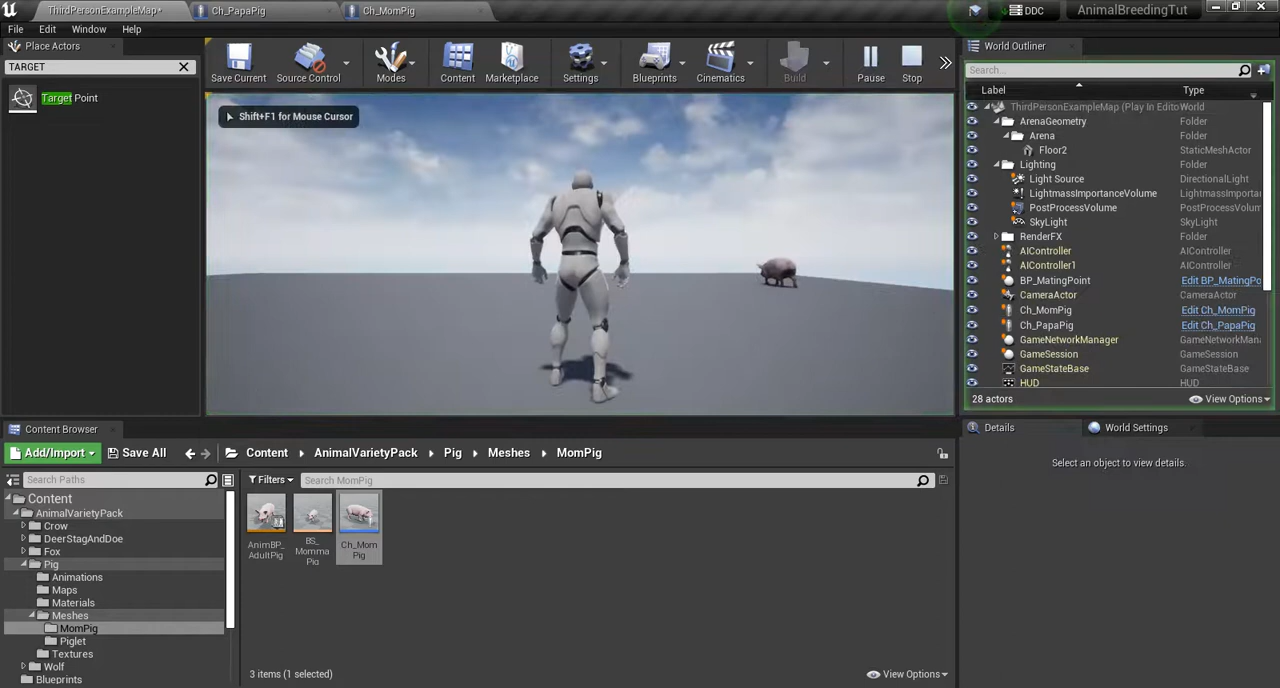 ThirdPersonExampleMap*
Ch_PapaPig
Ch_MomPig
DDC
AnimalBreedingTut
File Edit Window Help
Place Actors
TARGET
Target Point
Save Current
Source Control
Modes
Content
Marketplace
Settings
Blueprints
Cinematics
Build
Pause
Stop
Shift+F1 for Mouse Cursor
World Outliner
Search...
Label Type
ThirdPersonExampleMap (Play In Edito World
ArenaGeometry Folder
Arena Folder
Floor2 StaticMeshActor
Lighting Folder
Light Source DirectionalLight
LightmassImportanceVolume LightmassImporta
PostProcessVolume PostProcessVolum
SkyLight SkyLight
RenderFX Folder
AIController AIController
AIController1 AIController
BP_MatingPoint Edit BP_MatingPo
CameraActor CameraActor
Ch_MomPig Edit Ch_MomPig
Ch_PapaPig Edit Ch_PapaPig
GameNetworkManager GameNetworkMan
GameSession GameSession
GameStateBase GameStateBase
HUD HUD
28 actors
View Options
Content Browser
Add/Import
Save All
Content AnimalVarietyPack Pig Meshes MomPig
Search Paths
Filters
Search MomPig
Content
AnimalVarietyPack
Crow
DeerStagAndDoe
Fox
Pig
Animations
Maps
Materials
Meshes
MomPig
Piglet
Textures
Wolf
Blueprints
AnimBP_
AdultPig
BS_
Momma
Pig
Ch_Mom
Pig
3 items (1 selected)
View Options
Details
World Settings
Select an object to view details.